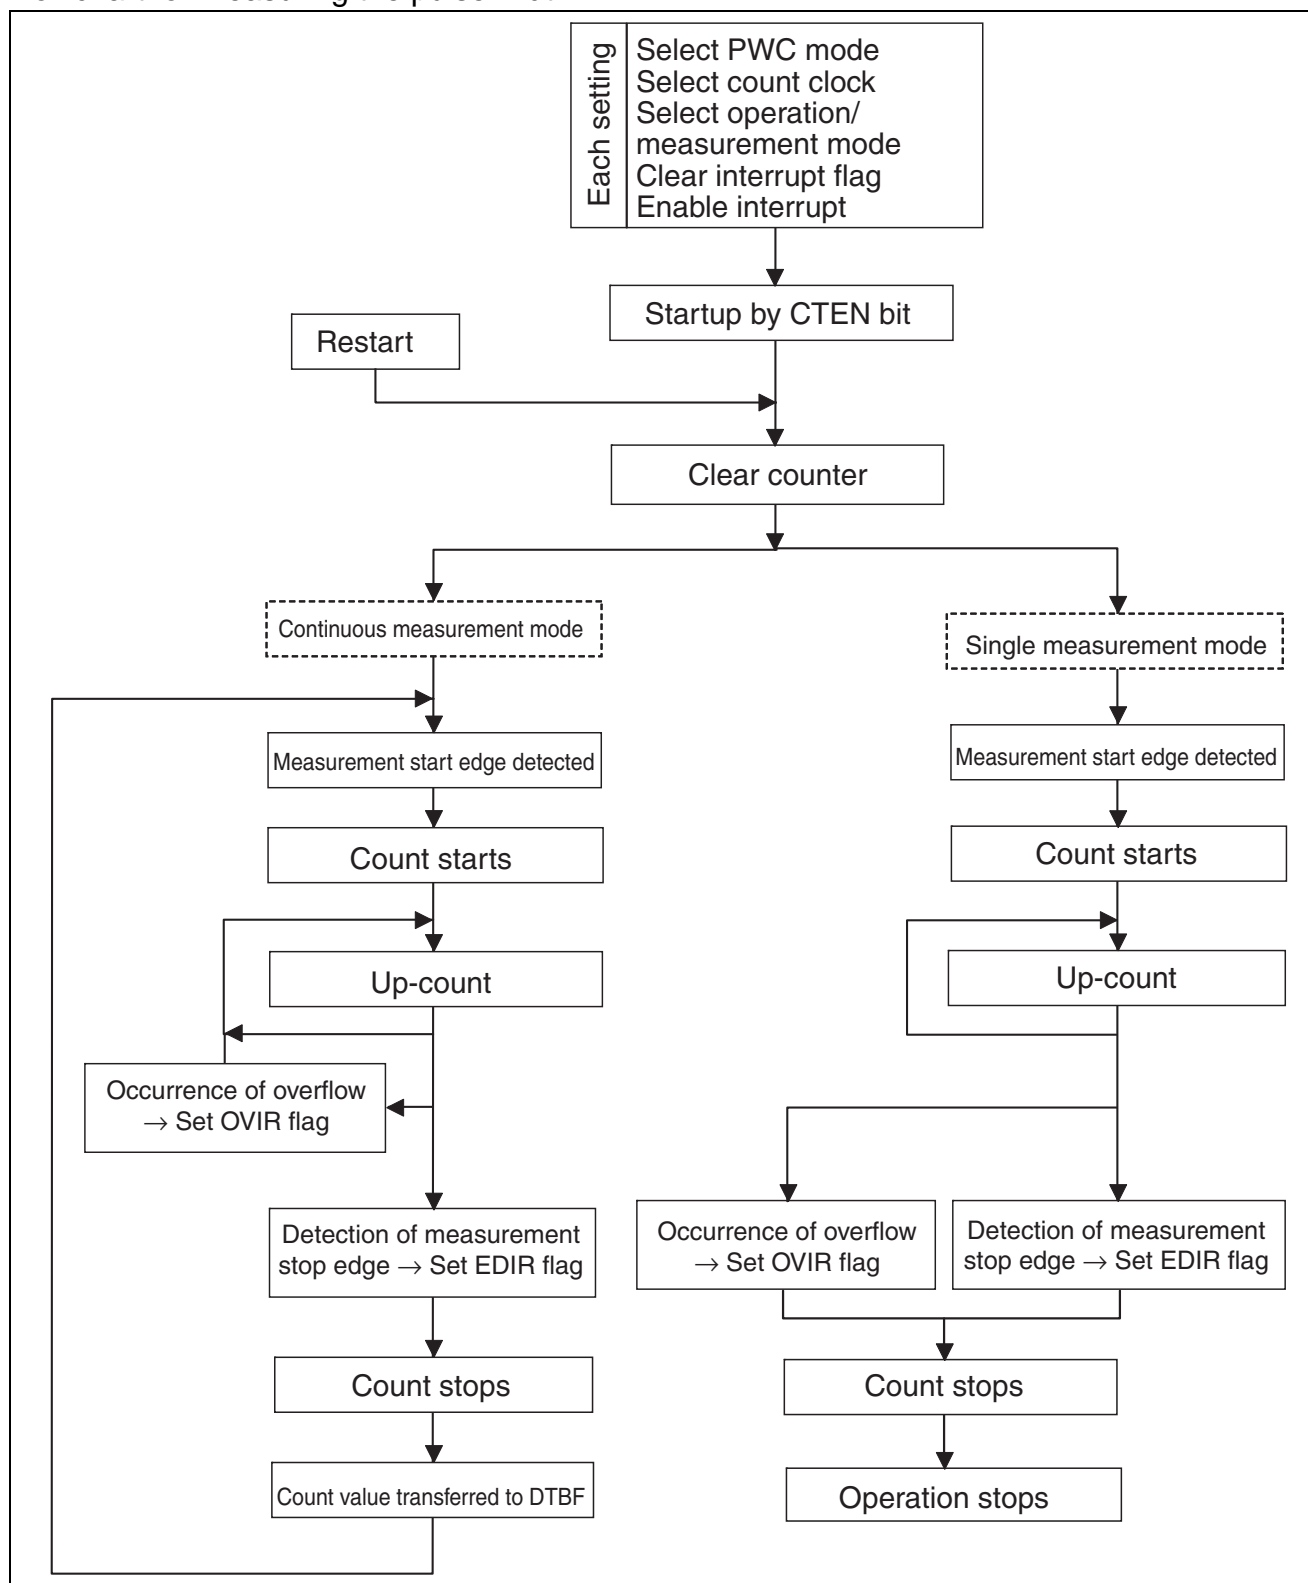 Each setting
Select PWC mode
Select count clock
Select operation/
measurement mode
Clear interrupt flag
Enable interrupt
Startup by CTEN bit
Restart
Clear counter
Continuous measurement mode
Measurement start edge detected
Count starts
Up-count
Occurrence of overflow
→ Set OVIR flag
Detection of measurement
stop edge → Set EDIR flag
Count stops
Count value transferred to DTBF
Single measurement mode
Measurement start edge detected
Count starts
Up-count
Occurrence of overflow
→ Set OVIR flag
Detection of measurement
stop edge → Set EDIR flag
Count stops
Operation stops